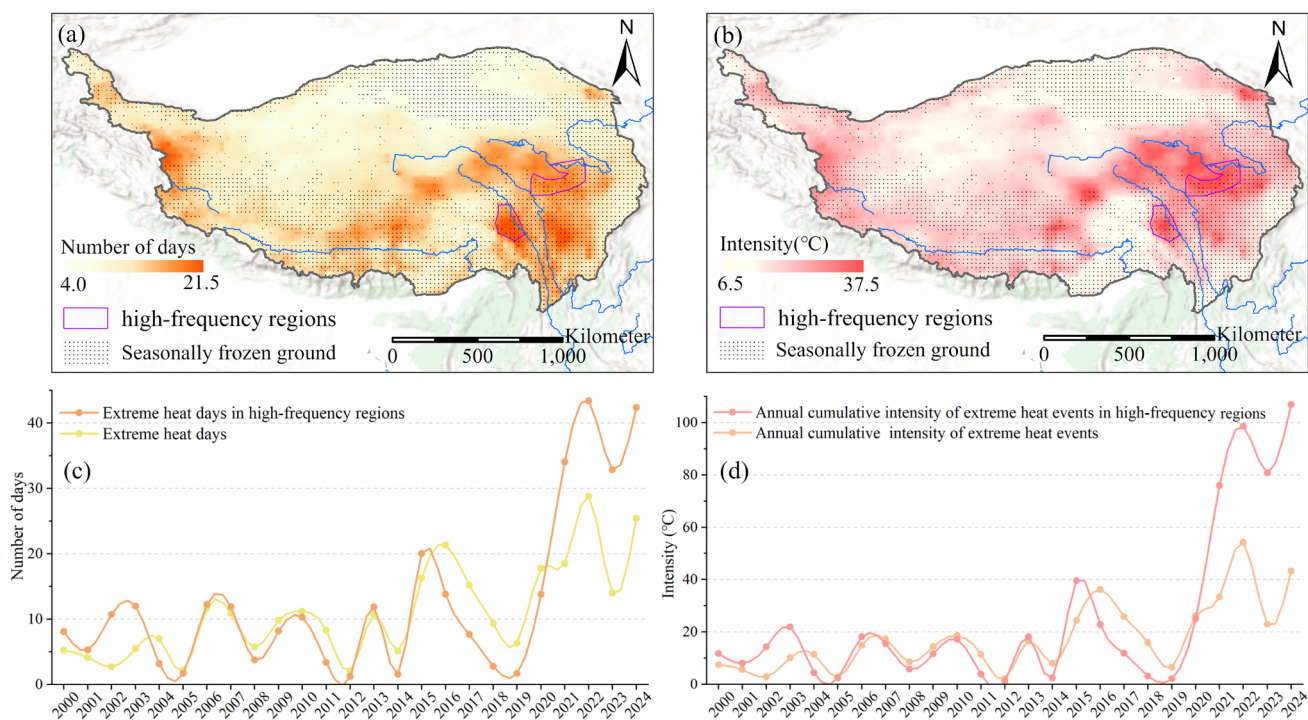 (a)
N
Number of days
4.0 21.5
high-frequency regions
Seasonally frozen ground
Kilometer
0 500 1,000
(b)
N
Intensity(℃)
6.5 37.5
high-frequency regions
Seasonally frozen ground
Kilometer
0 500 1,000
Extreme heat days in high-frequency regions
Extreme heat days
(c)
Number of days
40
30
20
10
0
2000 2001 2002 2003 2004 2005 2006 2007 2008 2009 2010 2011 2012 2013 2014 2015 2016 2017 2018 2019 2020 2021 2022 2023 2024
Annual cumulative intensity of extreme heat events in high-frequency regions
Annual cumulative intensity of extreme heat events
(d)
Intensity (℃)
100
80
60
40
20
0
2000 2001 2002 2003 2004 2005 2006 2007 2008 2009 2010 2011 2012 2013 2014 2015 2016 2017 2018 2019 2020 2021 2022 2023 2024